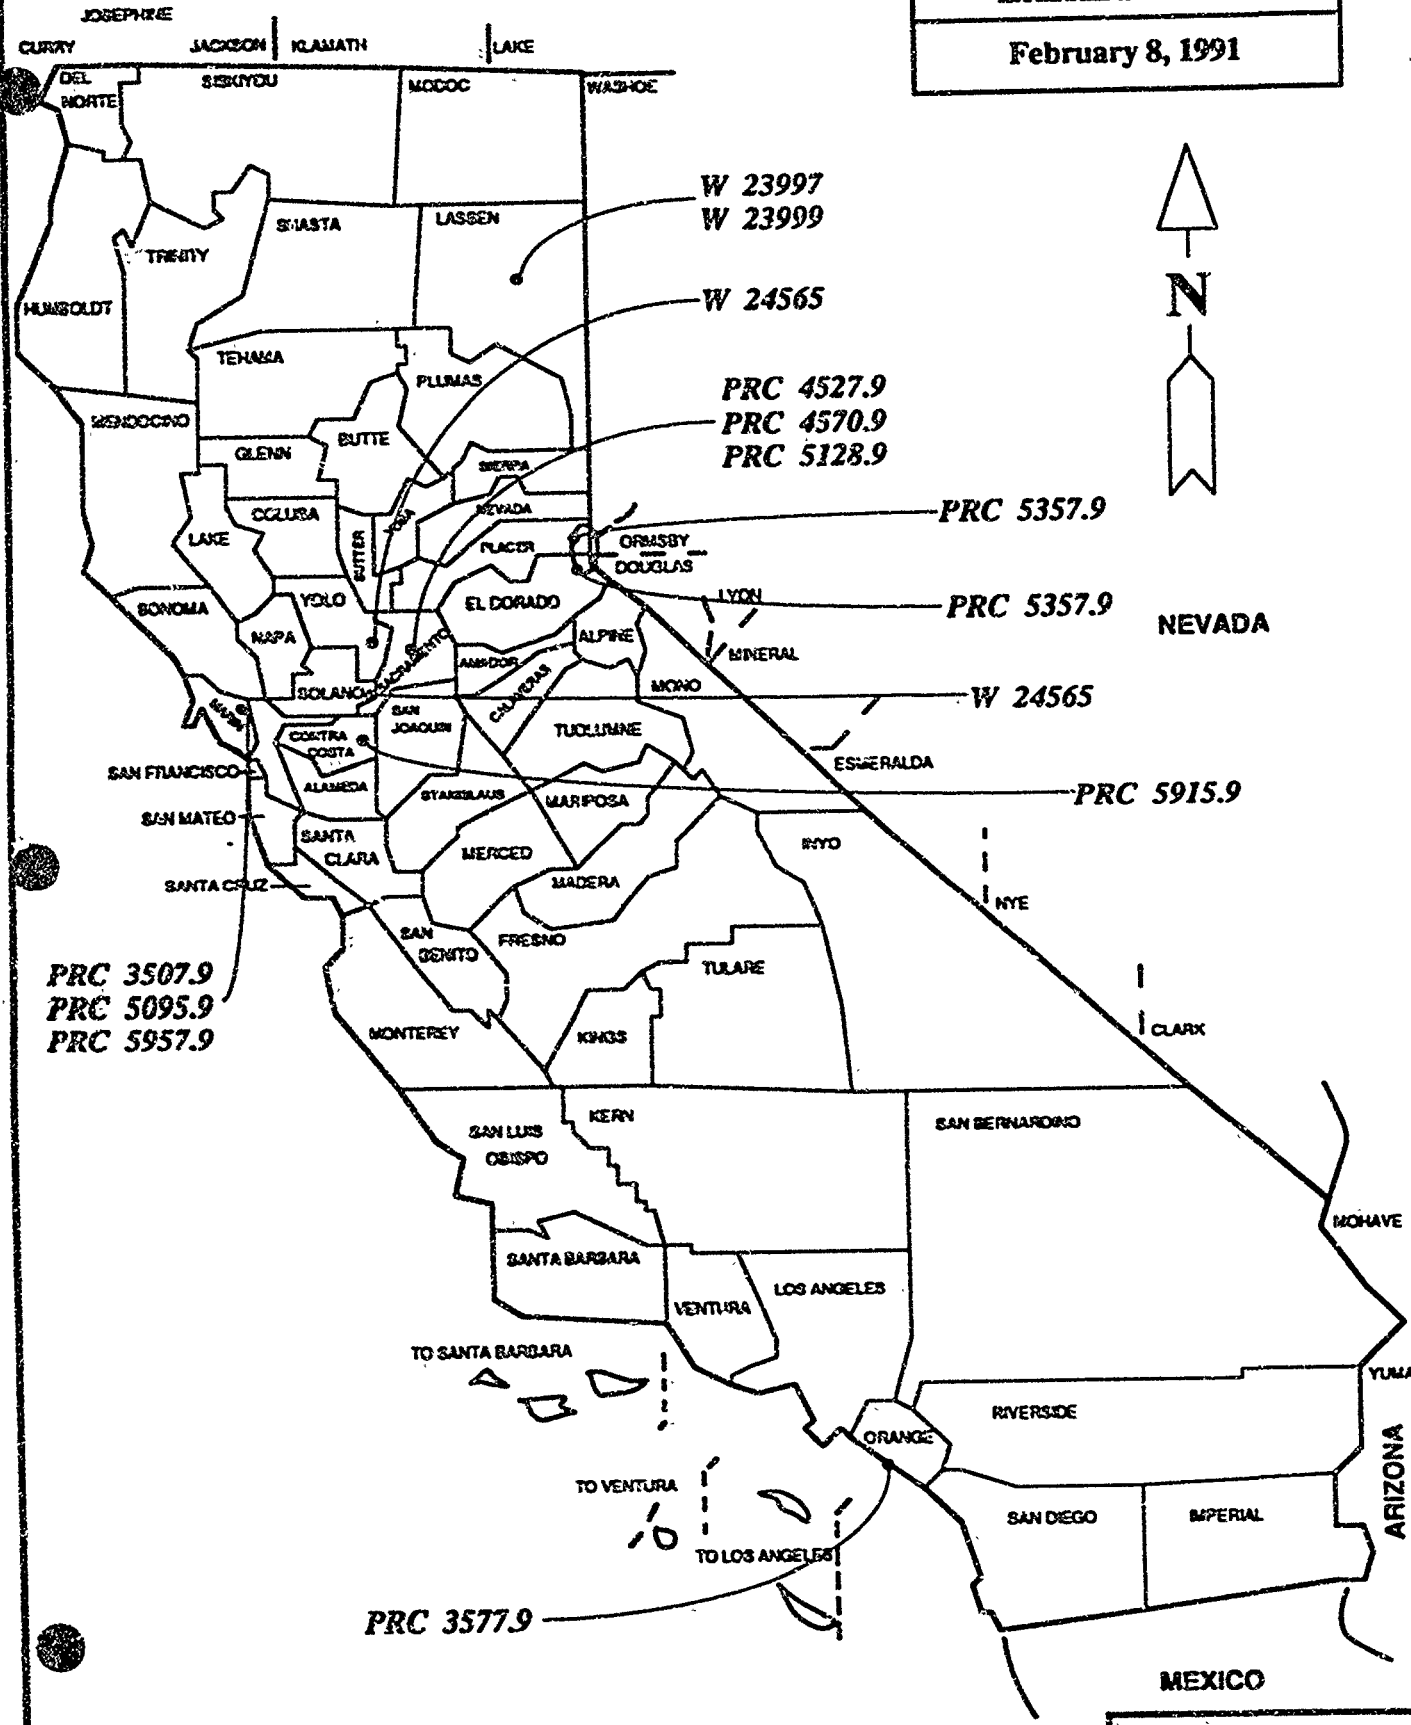 JOSEPHINE
CURRY
JACKSON
KLAMATH
LAKE
February 8, 1991
DEL
NORTE
SISKIYOU
MODOC
WASHOE
W 23997
W 23999
SHASTA
LASSEN
TRINITY
HUMBOLDT
W 24565
N
TEHAMA
PLUMAS
PRC 4527.9
PRC 4570.9
PRC 5128.9
MENDOCINO
BUTTE
GLENN
SIERRA
COLUSA
YUBA
NEVADA
PRC 5357.9
LAKE
SUTTER
PLACER
ORMSBY
DOUGLAS
SONOMA
YOLO
EL DORADO
LYON
PRC 5357.9
NEVADA
NAPA
SACRAMENTO
ALPINE
AMADOR
MINERAL
SOLANO
CALAVERAS
MONO
W 24565
MARIN
SAN
JOAQUIN
CONTRA
COSTA
TUOLUMNE
ESMERALDA
SAN FRANCISCO
ALAMEDA
STANISLAUS
MARIPOSA
PRC 5915.9
SAN MATEO
SANTA
CLARA
MERCED
INYO
SANTA CRUZ
MADERA
NYE
SAN
BENITO
FRESNO
TULARE
PRC 3507.9
PRC 5095.9
PRC 5957.9
MONTEREY
KINGS
CLARK
KERN
SAN LUIS
OBISPO
SAN BERNARDINO
MOHAVE
SANTA BARBARA
LOS ANGELES
VENTURA
TO SANTA BARBARA
YUMA
RIVERSIDE
ORANGE
ARIZONA
TO VENTURA
SAN DIEGO
IMPERIAL
TO LOS ANGELES
PRC 3577.9
MEXICO